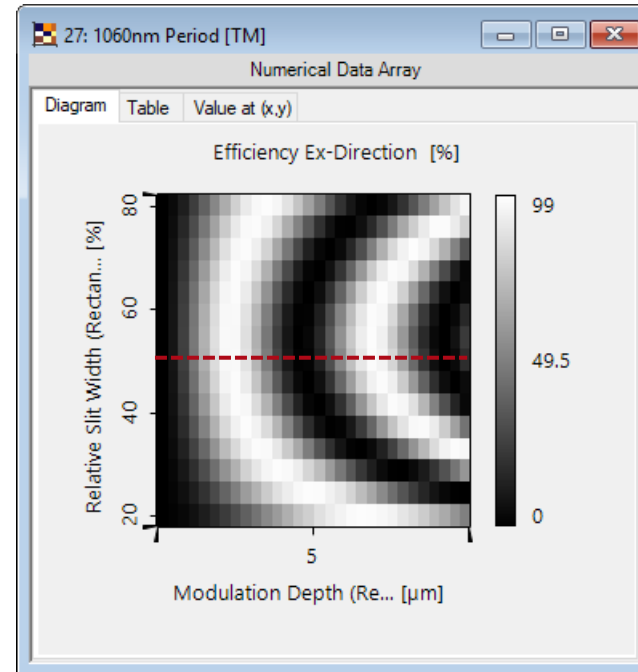 27: 1060nm Period [TM]
Numerical Data Array
Diagram Table Value at (x,y)
Efficiency Ex-Direction [%]
Relative Slit Width (Rectan... [%]
80
60
40
20
5
Modulation Depth (Re... [µm]
99
49.5
0